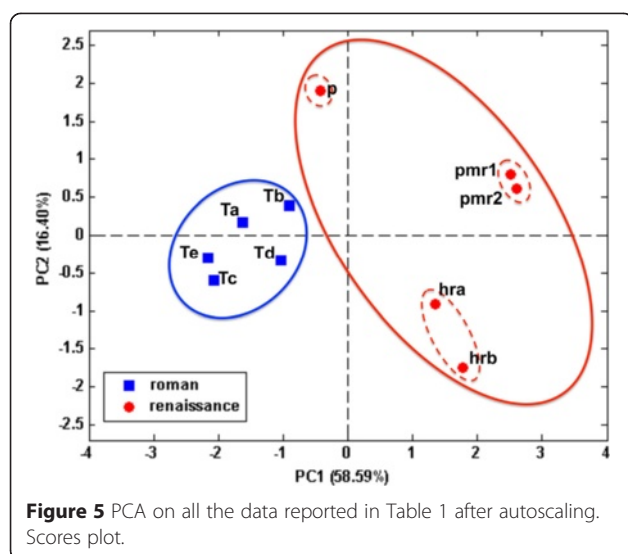 2.5
2
1.5
1
0.5
0
-0.5
-1
-1.5
-2
-2.5
PC2 (16.40%)
p
pmr1
pmr2
Tb
Ta
Te
Td
Tc
hra
hrb
roman
renaissance
-4 -3 -2 -1 0 1 2 3 4
PC1 (58.59%)
Figure 5 PCA on all the data reported in Table 1 after autoscaling.
Scores plot.